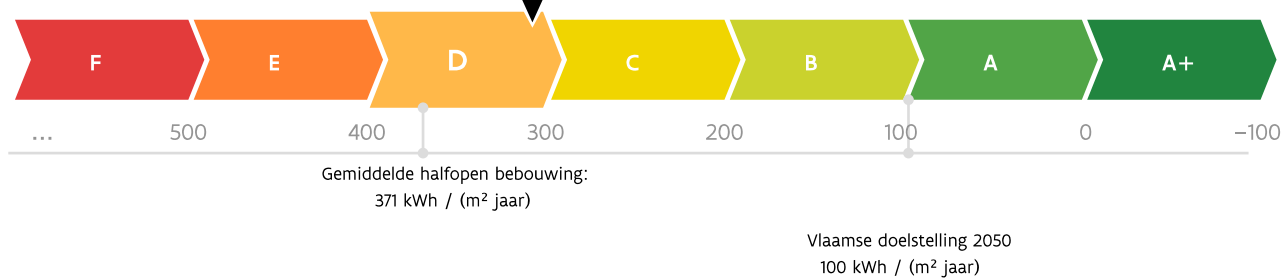 F E D C B A A+
... 500 400 300 200 100 0 −100
Gemiddelde halfopen bebouwing:
371 kWh / (m² jaar)
Vlaamse doelstelling 2050
100 kWh / (m² jaar)